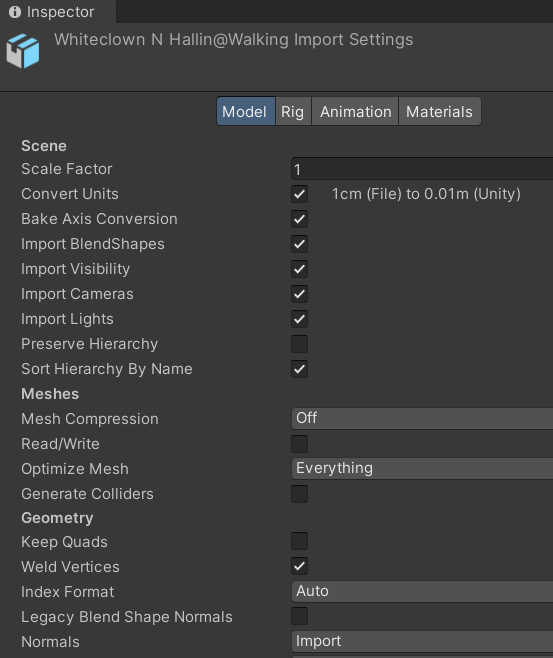 Inspector
Whiteclown N Hallin@Walking Import Settings
Model Rig Animation Materials
Scene
Scale Factor 1
Convert Units 1cm (File) to 0.01m (Unity)
Bake Axis Conversion
Import BlendShapes
Import Visibility
Import Cameras
Import Lights
Preserve Hierarchy
Sort Hierarchy By Name
Meshes
Mesh Compression Off
Read/Write
Optimize Mesh Everything
Generate Colliders
Geometry
Keep Quads
Weld Vertices
Index Format Auto
Legacy Blend Shape Normals
Normals Import